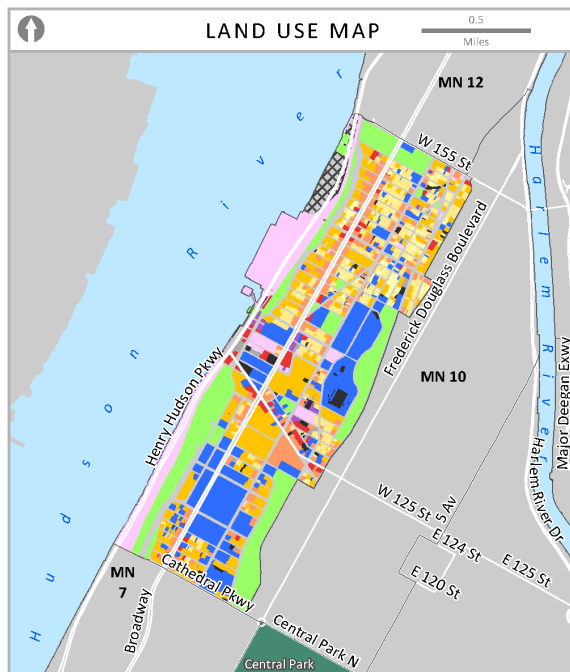 LAND USE MAP
0.5
Miles
MN 12
W 155 St
Hudson River
Harlem River
Frederick Douglass Boulevard
Major Deegan Exwy
Henry Hudson Pkwy
MN 10
Harlem River Dr
W 125 St
5 Av
E 124 St
E 125 St
E 120 St
MN
7
Cathedral Pkwy
Broadway
Central Park N
Central Park